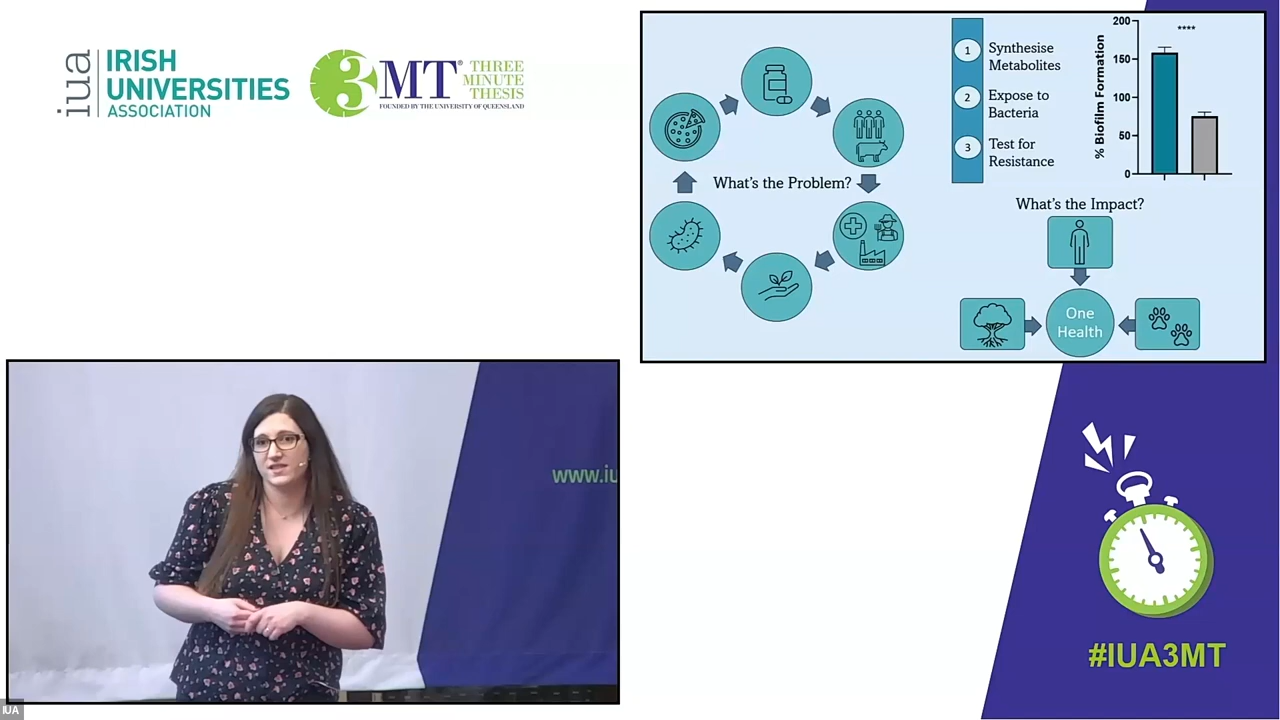 iua
IRISH
UNIVERSITIES
ASSOCIATION
3MT® THREE
MINUTE
THESIS
FOUNDED BY THE UNIVERSITY OF QUEENSLAND
What's the Problem?
1 Synthesise
Metabolites
2 Expose to
Bacteria
3 Test for
Resistance
% Biofilm Formation
200
150
100
50
0
****
What's the Impact?
One
Health
www.iu
#IUA3MT
IUA